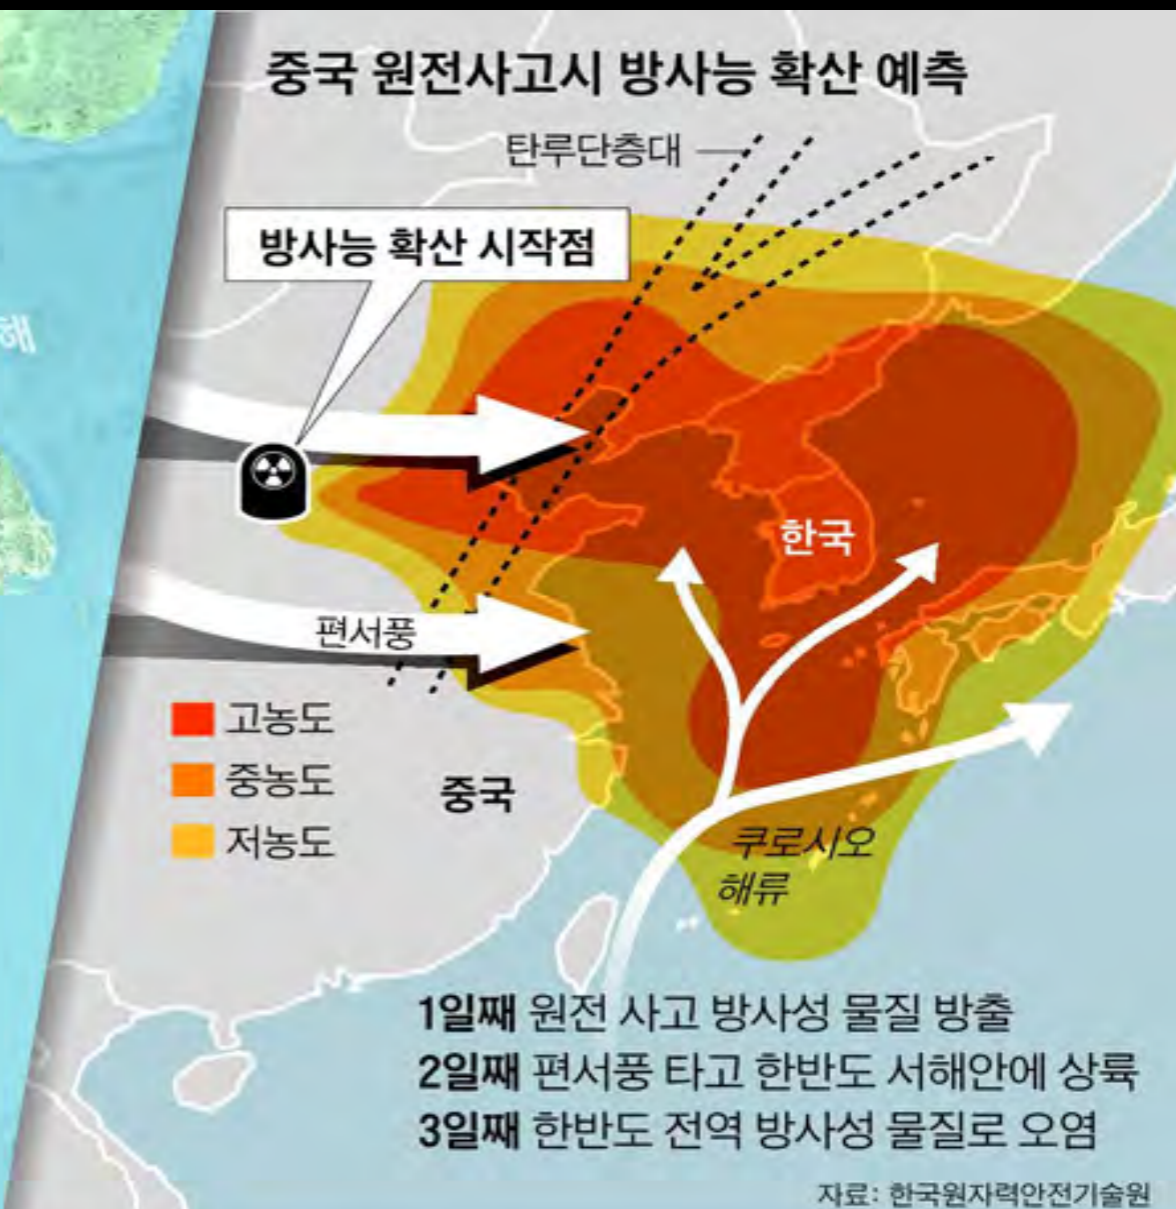 중국 원전사고시 방사능 확산 예측
탄루단층대
방사능 확산 시작점
해
한국
편서풍
고농도
중농도
저농도
중국
쿠로시오
해류
1일째 원전 사고 방사성 물질 방출
2일째 편서풍 타고 한반도 서해안에 상륙
3일째 한반도 전역 방사성 물질로 오염
자료: 한국원자력안전기술원